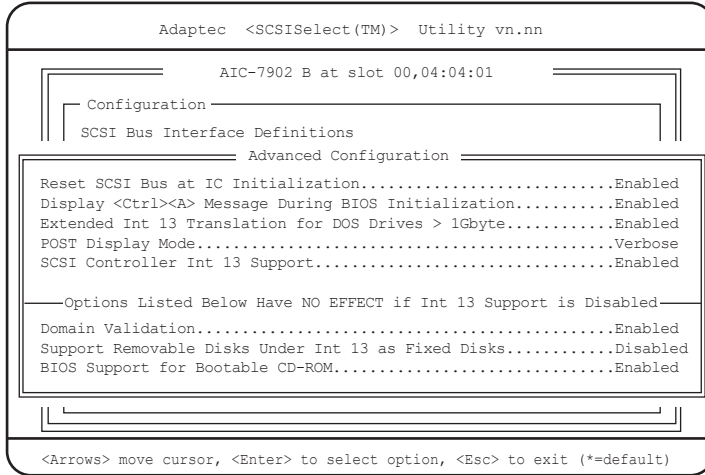 Adaptec <SCSISelect(TM)> Utility vn.nn
AIC-7902 B at slot 00,04:04:01
Configuration
SCSI Bus Interface Definitions
Advanced Configuration
Reset SCSI Bus at IC Initialization............................Enabled
Display <Ctrl><A> Message During BIOS Initialization...........Enabled
Extended Int 13 Translation for DOS Drives > 1Gbyte............Enabled
POST Display Mode..............................................Verbose
SCSI Controller Int 13 Support.................................Enabled
Options Listed Below Have NO EFFECT if Int 13 Support is Disabled
Domain Validation..............................................Enabled
Support Removable Disks Under Int 13 as Fixed Disks............Disabled
BIOS Support for Bootable CD-ROM...............................Enabled
<Arrows> move cursor, <Enter> to select option, <Esc> to exit (*=default)